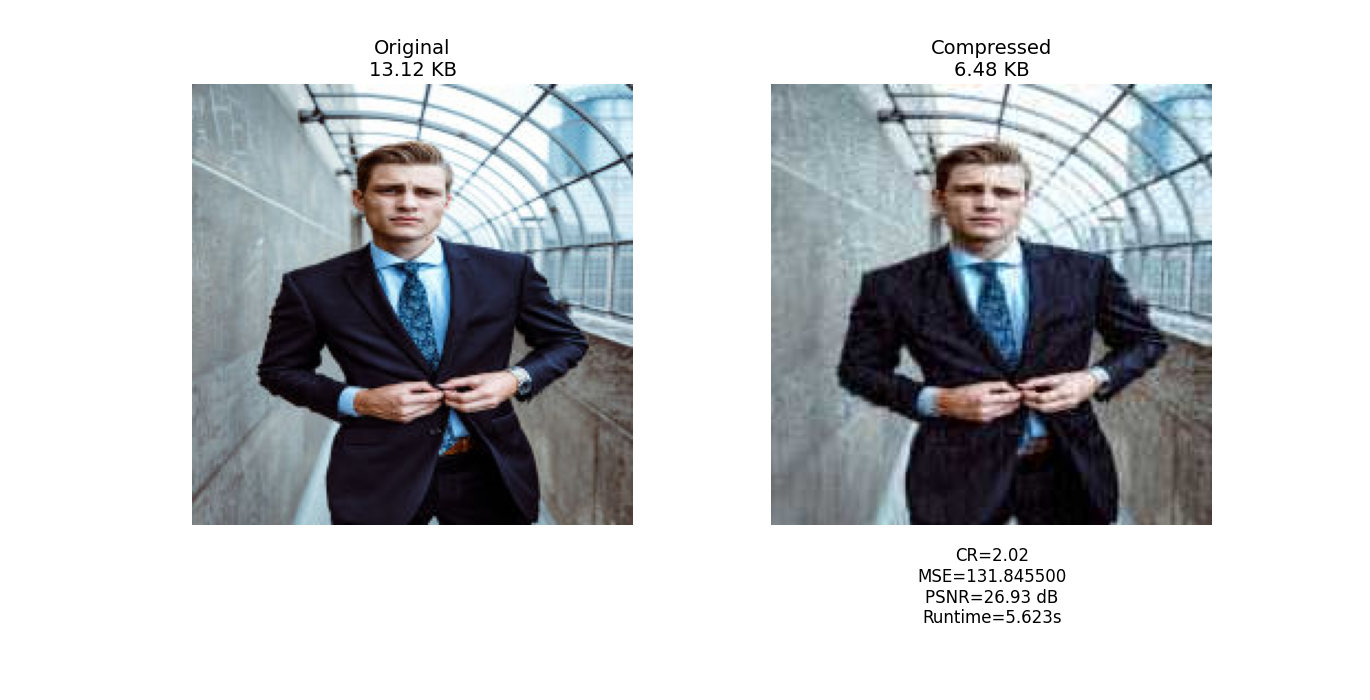 Original
13.12 KB
Compressed
6.48 KB
CR=2.02
MSE=131.845500
PSNR=26.93 dB
Runtime=5.623s